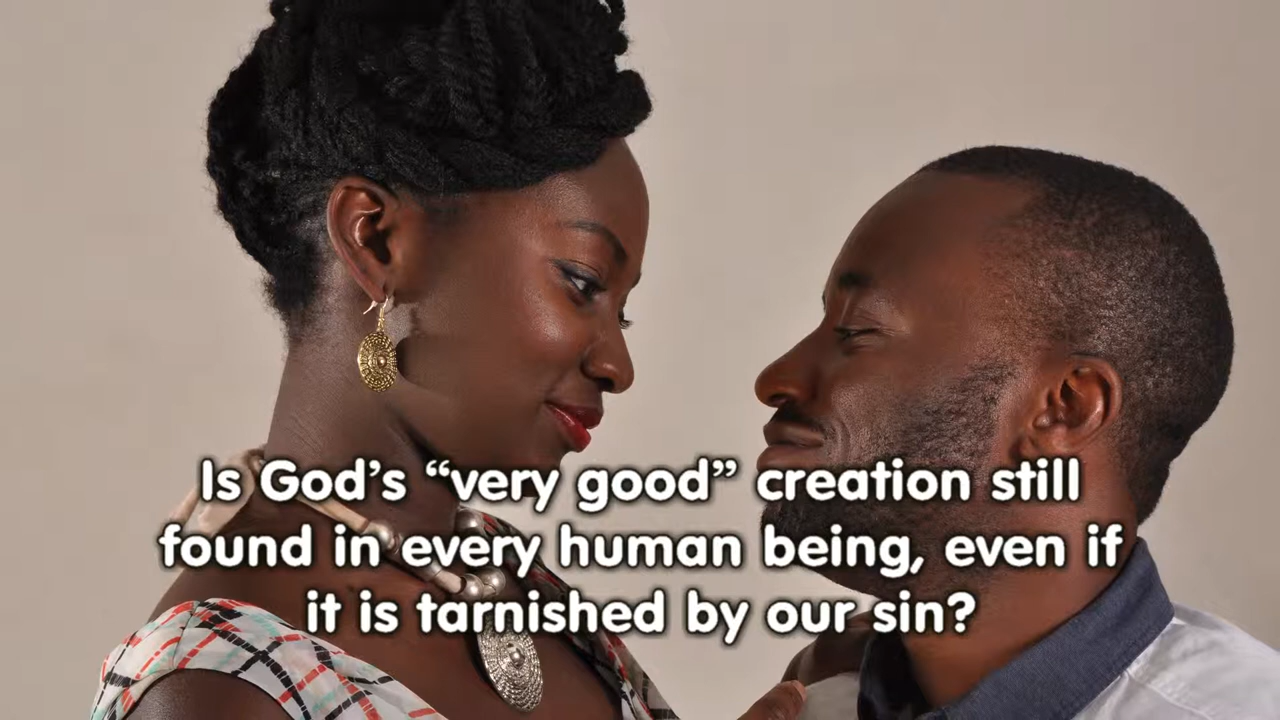 Is God’s “very good” creation still
found in every human being, even if
it is tarnished by our sin?